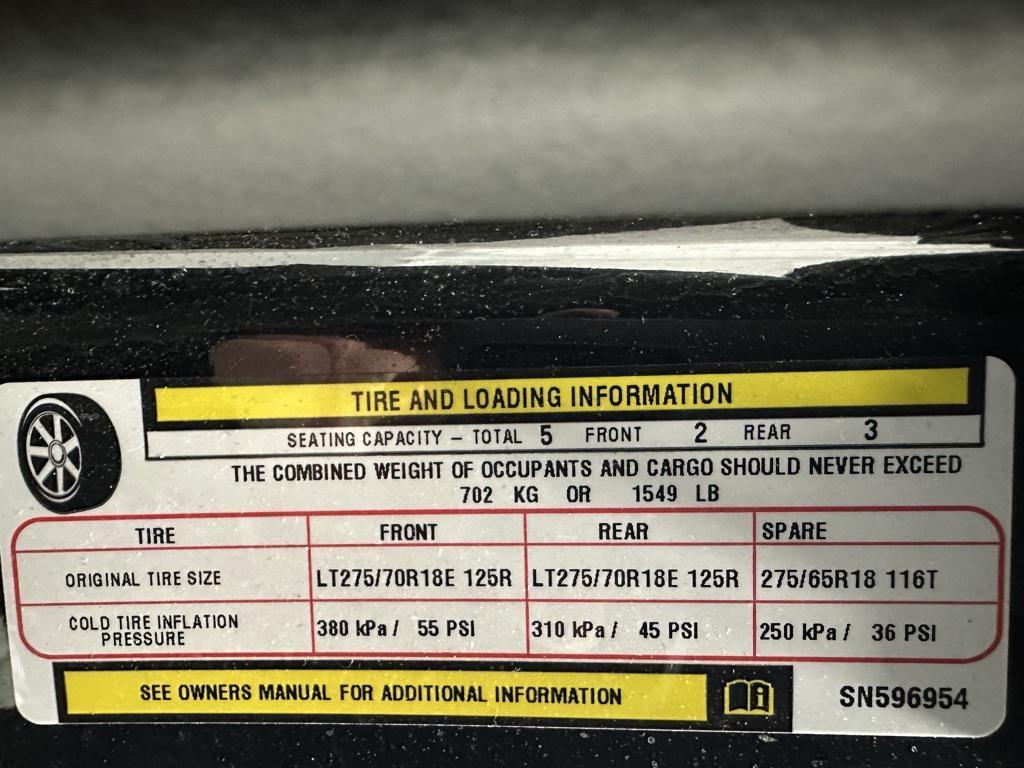 TIRE AND LOADING INFORMATION
SEATING CAPACITY – TOTAL 5 FRONT 2 REAR 3
THE COMBINED WEIGHT OF OCCUPANTS AND CARGO SHOULD NEVER EXCEED
702 KG OR 1549 LB
TIRE FRONT REAR SPARE
ORIGINAL TIRE SIZE LT275/70R18E 125R LT275/70R18E 125R 275/65R18 116T
COLD TIRE INFLATION
PRESSURE 380 kPa / 55 PSI 310 kPa / 45 PSI 250 kPa / 36 PSI
SEE OWNERS MANUAL FOR ADDITIONAL INFORMATION
SN596954